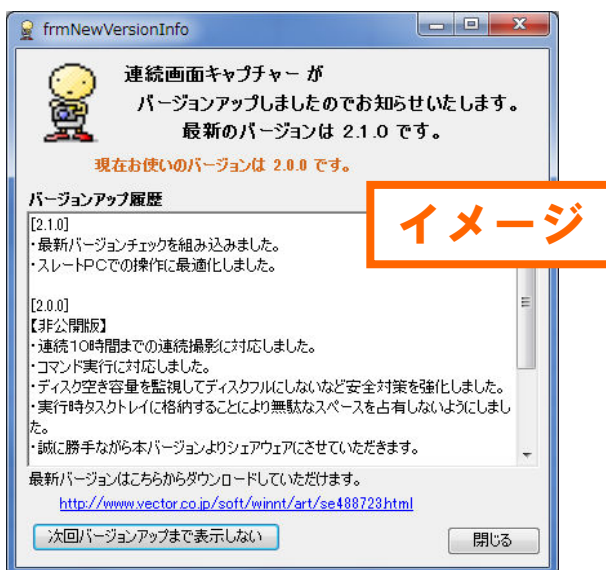 frmNewVersionInfo
連続画面キャプチャー が
バージョンアップしましたのでお知らせいたします。
最新のバージョンは 2.1.0 です。
現在お使いのバージョンは 2.0.0 です。
バージョンアップ履歴
イメージ
[2.1.0]
・最新バージョンチェックを組み込みました。
・スレートPCでの操作に最適化しました。
[2.0.0]
【非公開版】
・連続10時間までの連続撮影に対応しました。
・コマンド実行に対応しました。
・ディスク空き容量を監視してディスクフルにしないなど安全対策を強化しました。
・実行時タスクトレイに格納することにより無駄なスペースを占有しないようにしまし
た。
・誠に勝手ながら本バージョンよりシェアウェアにさせていただきます。
最新バージョンはこちらからダウンロードしていただけます。
http://www.vector.co.jp/soft/winnt/art/se488723.html
次回バージョンアップまで表示しない
閉じる